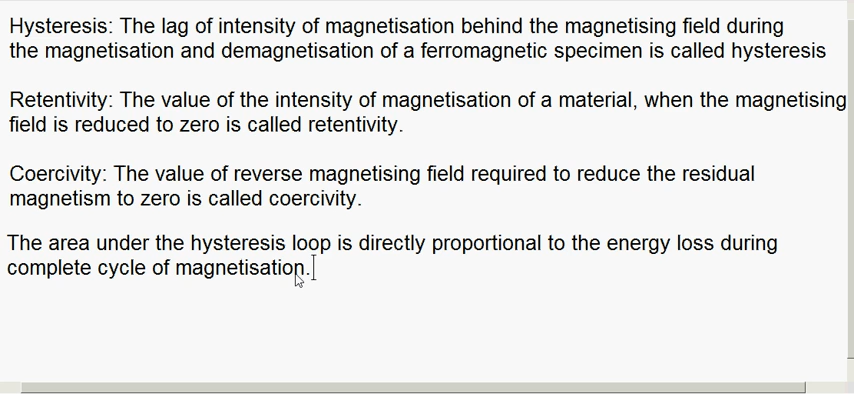 Hysteresis: The lag of intensity of magnetisation behind the magnetising field during
the magnetisation and demagnetisation of a ferromagnetic specimen is called hysteresis
Retentivity: The value of the intensity of magnetisation of a material, when the magnetising
field is reduced to zero is called retentivity.
Coercivity: The value of reverse magnetising field required to reduce the residual
magnetism to zero is called coercivity.
The area under the hysteresis loop is directly proportional to the energy loss during
complete cycle of magnetisation.